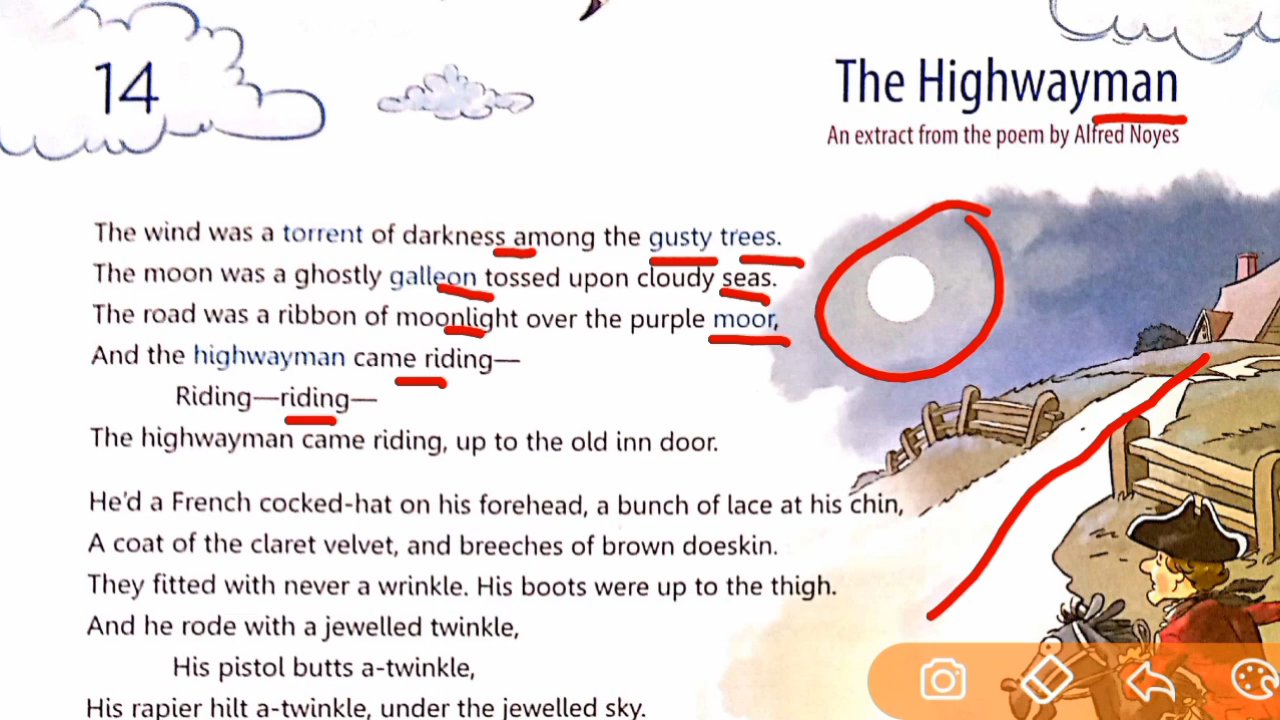 14
The Highwayman
An extract from the poem by Alfred Noyes
The wind was a torrent of darkness among the gusty trees.
The moon was a ghostly galleon tossed upon cloudy seas.
The road was a ribbon of moonlight over the purple moor,
And the highwayman came riding—
Riding—riding—
The highwayman came riding, up to the old inn door.
He'd a French cocked-hat on his forehead, a bunch of lace at his chin,
A coat of the claret velvet, and breeches of brown doeskin.
They fitted with never a wrinkle. His boots were up to the thigh.
And he rode with a jewelled twinkle,
His pistol butts a-twinkle,
His rapier hilt a-twinkle, under the jewelled sky.